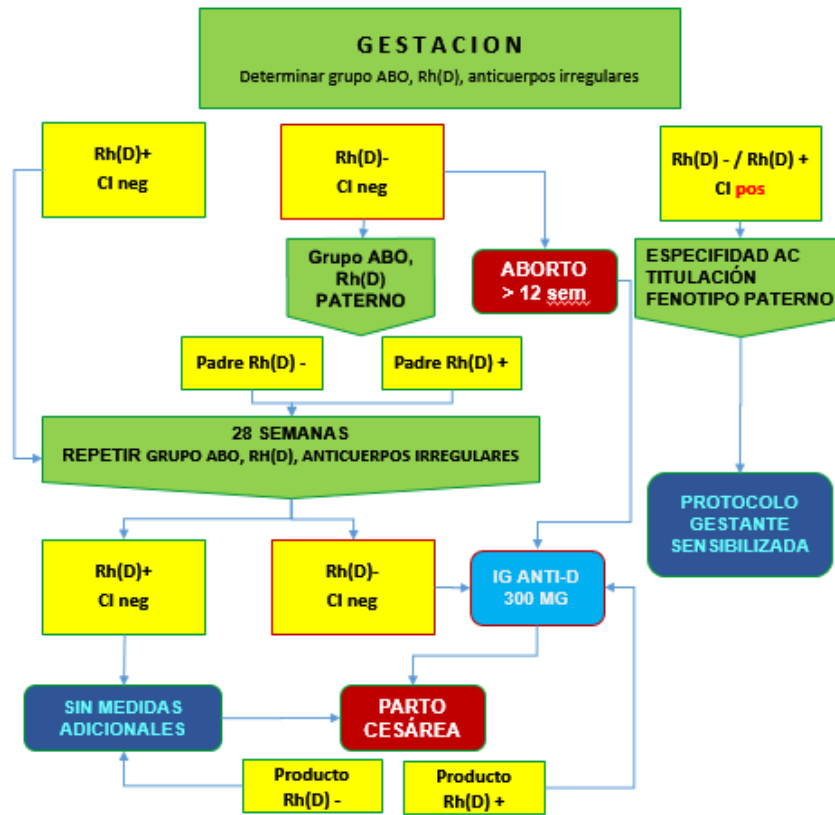 GESTACION
Determinar grupo ABO, Rh(D), anticuerpos irregulares
Rh(D)+
CI neg
Rh(D)-
CI neg
Rh(D) - / Rh(D) +
CI pos
Grupo ABO,
Rh(D)
PATERNO
ABORTO
> 12 sem
ESPECIFIDAD AC
TITULACIÓN
FENOTIPO PATERNO
Padre Rh(D) -
Padre Rh(D) +
28 SEMANAS
REPETIR GRUPO ABO, RH(D), ANTICUERPOS IRREGULARES
PROTOCOLO
GESTANTE
SENSIBILIZADA
Rh(D)+
CI neg
Rh(D)-
CI neg
IG ANTI-D
300 MG
SIN MEDIDAS
ADICIONALES
PARTO
CESÁREA
Producto
Rh(D) -
Producto
Rh(D) +